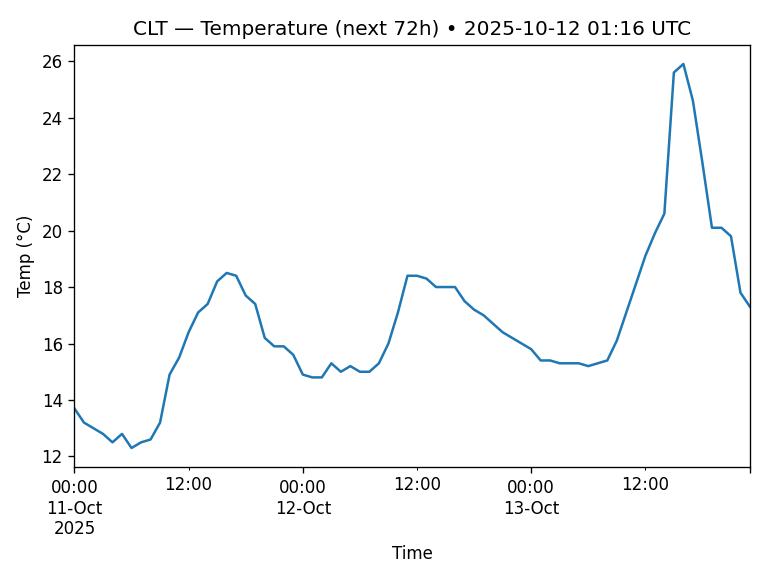 CLT — Temperature (next 72h) • 2025-10-12 01:16 UTC
26
24
22
20
18
16
14
12
Temp (°C)
00:00 12:00 00:00 12:00 00:00 12:00
11-Oct 12-Oct 13-Oct
2025
Time